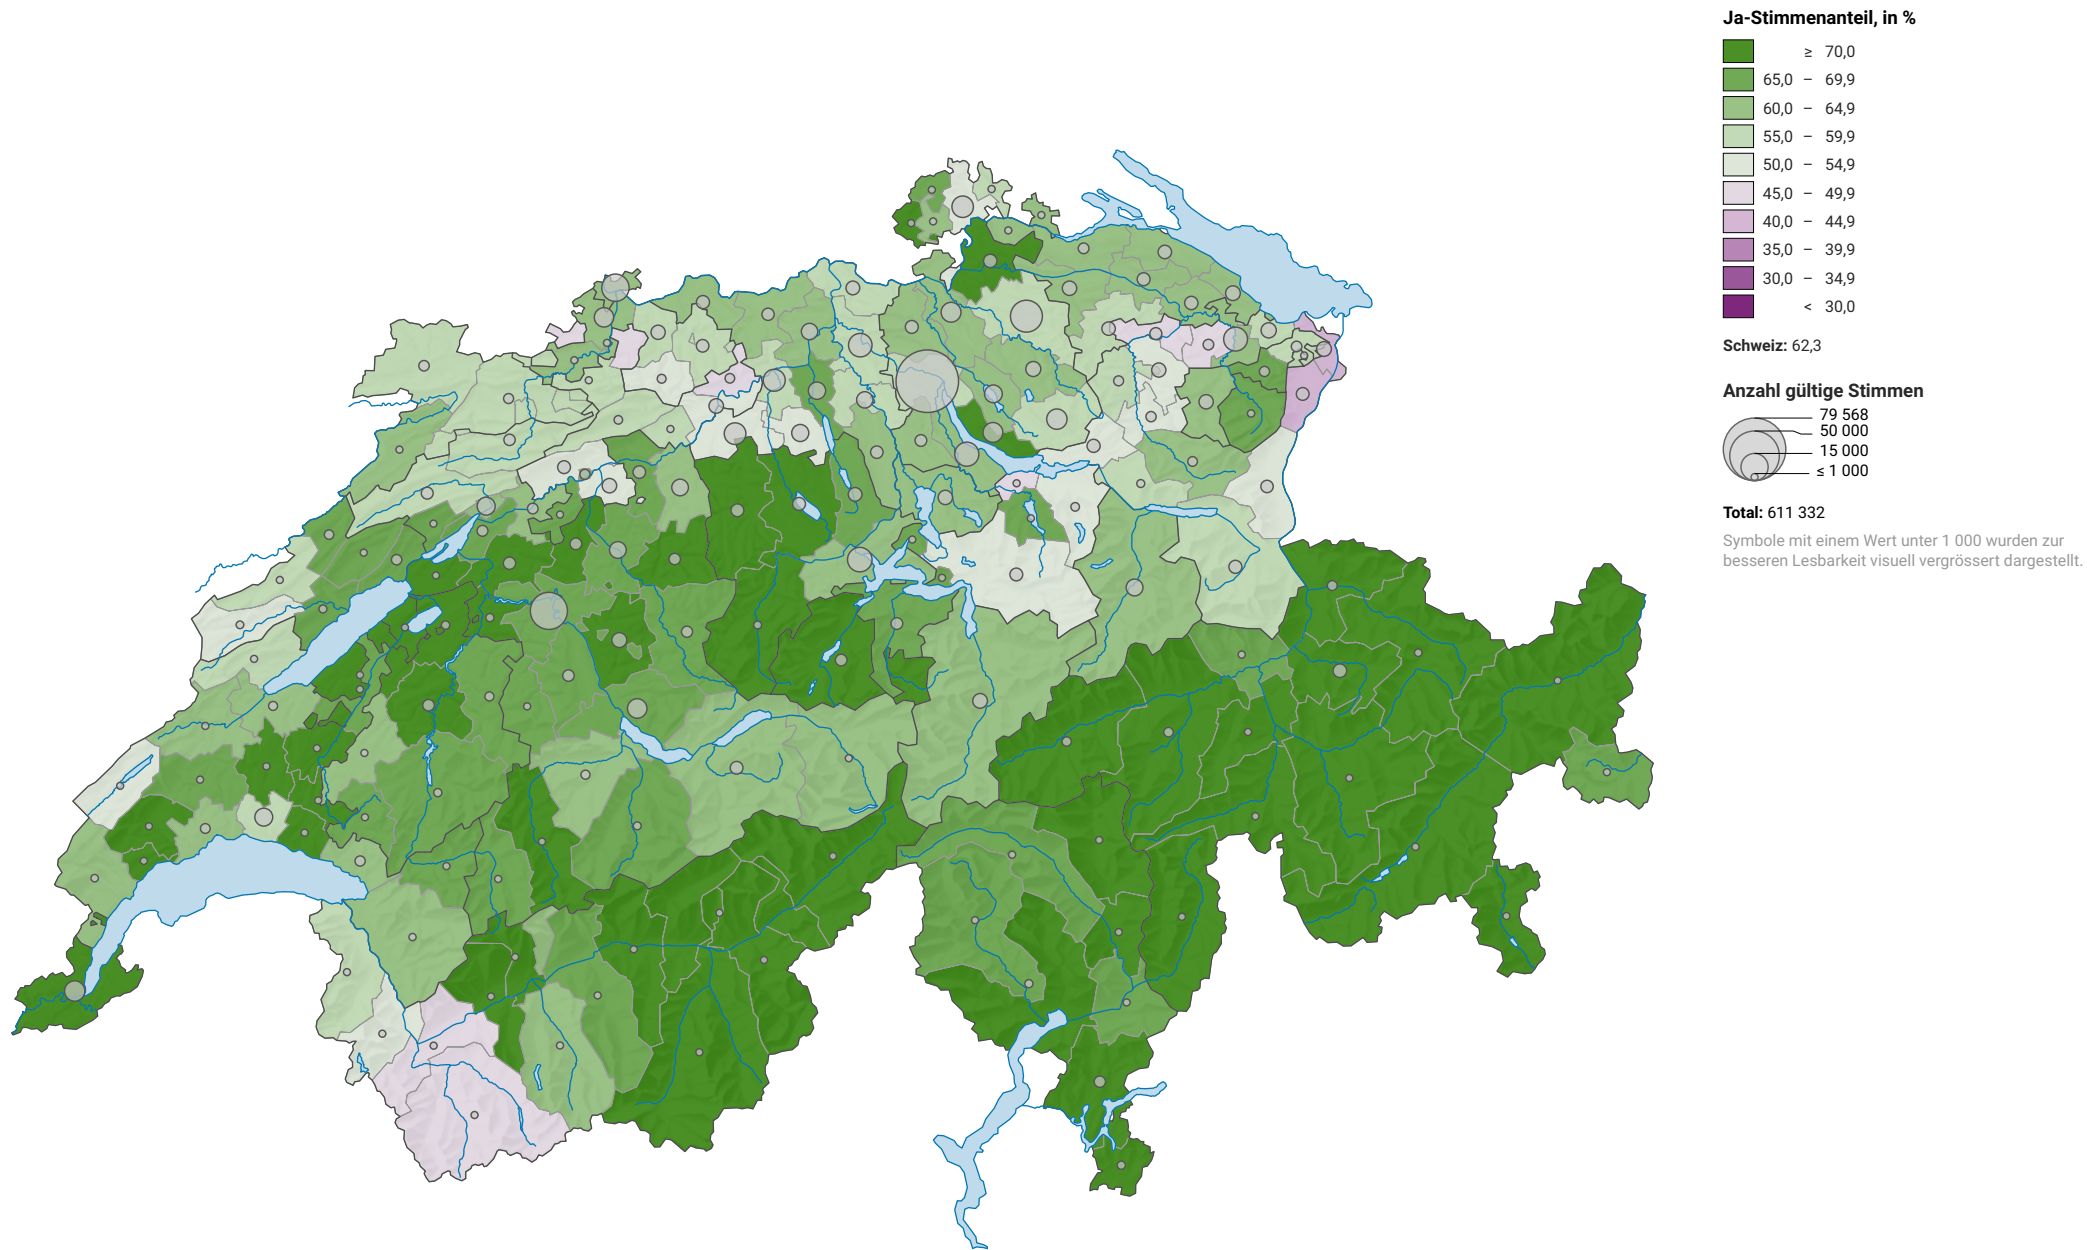 Ja-Stimmenanteil, in %
≥ 70,0
65,0 – 69,9
60,0 – 64,9
55,0 – 59,9
50,0 – 54,9
45,0 – 49,9
40,0 – 44,9
35,0 – 39,9
30,0 – 34,9
< 30,0
Schweiz: 62,3
Anzahl gültige Stimmen
79 568
50 000
15 000
≤ 1 000
Total: 611 332
Symbole mit einem Wert unter 1 000 wurden zur
besseren Lesbarkeit visuell vergrössert dargestellt.